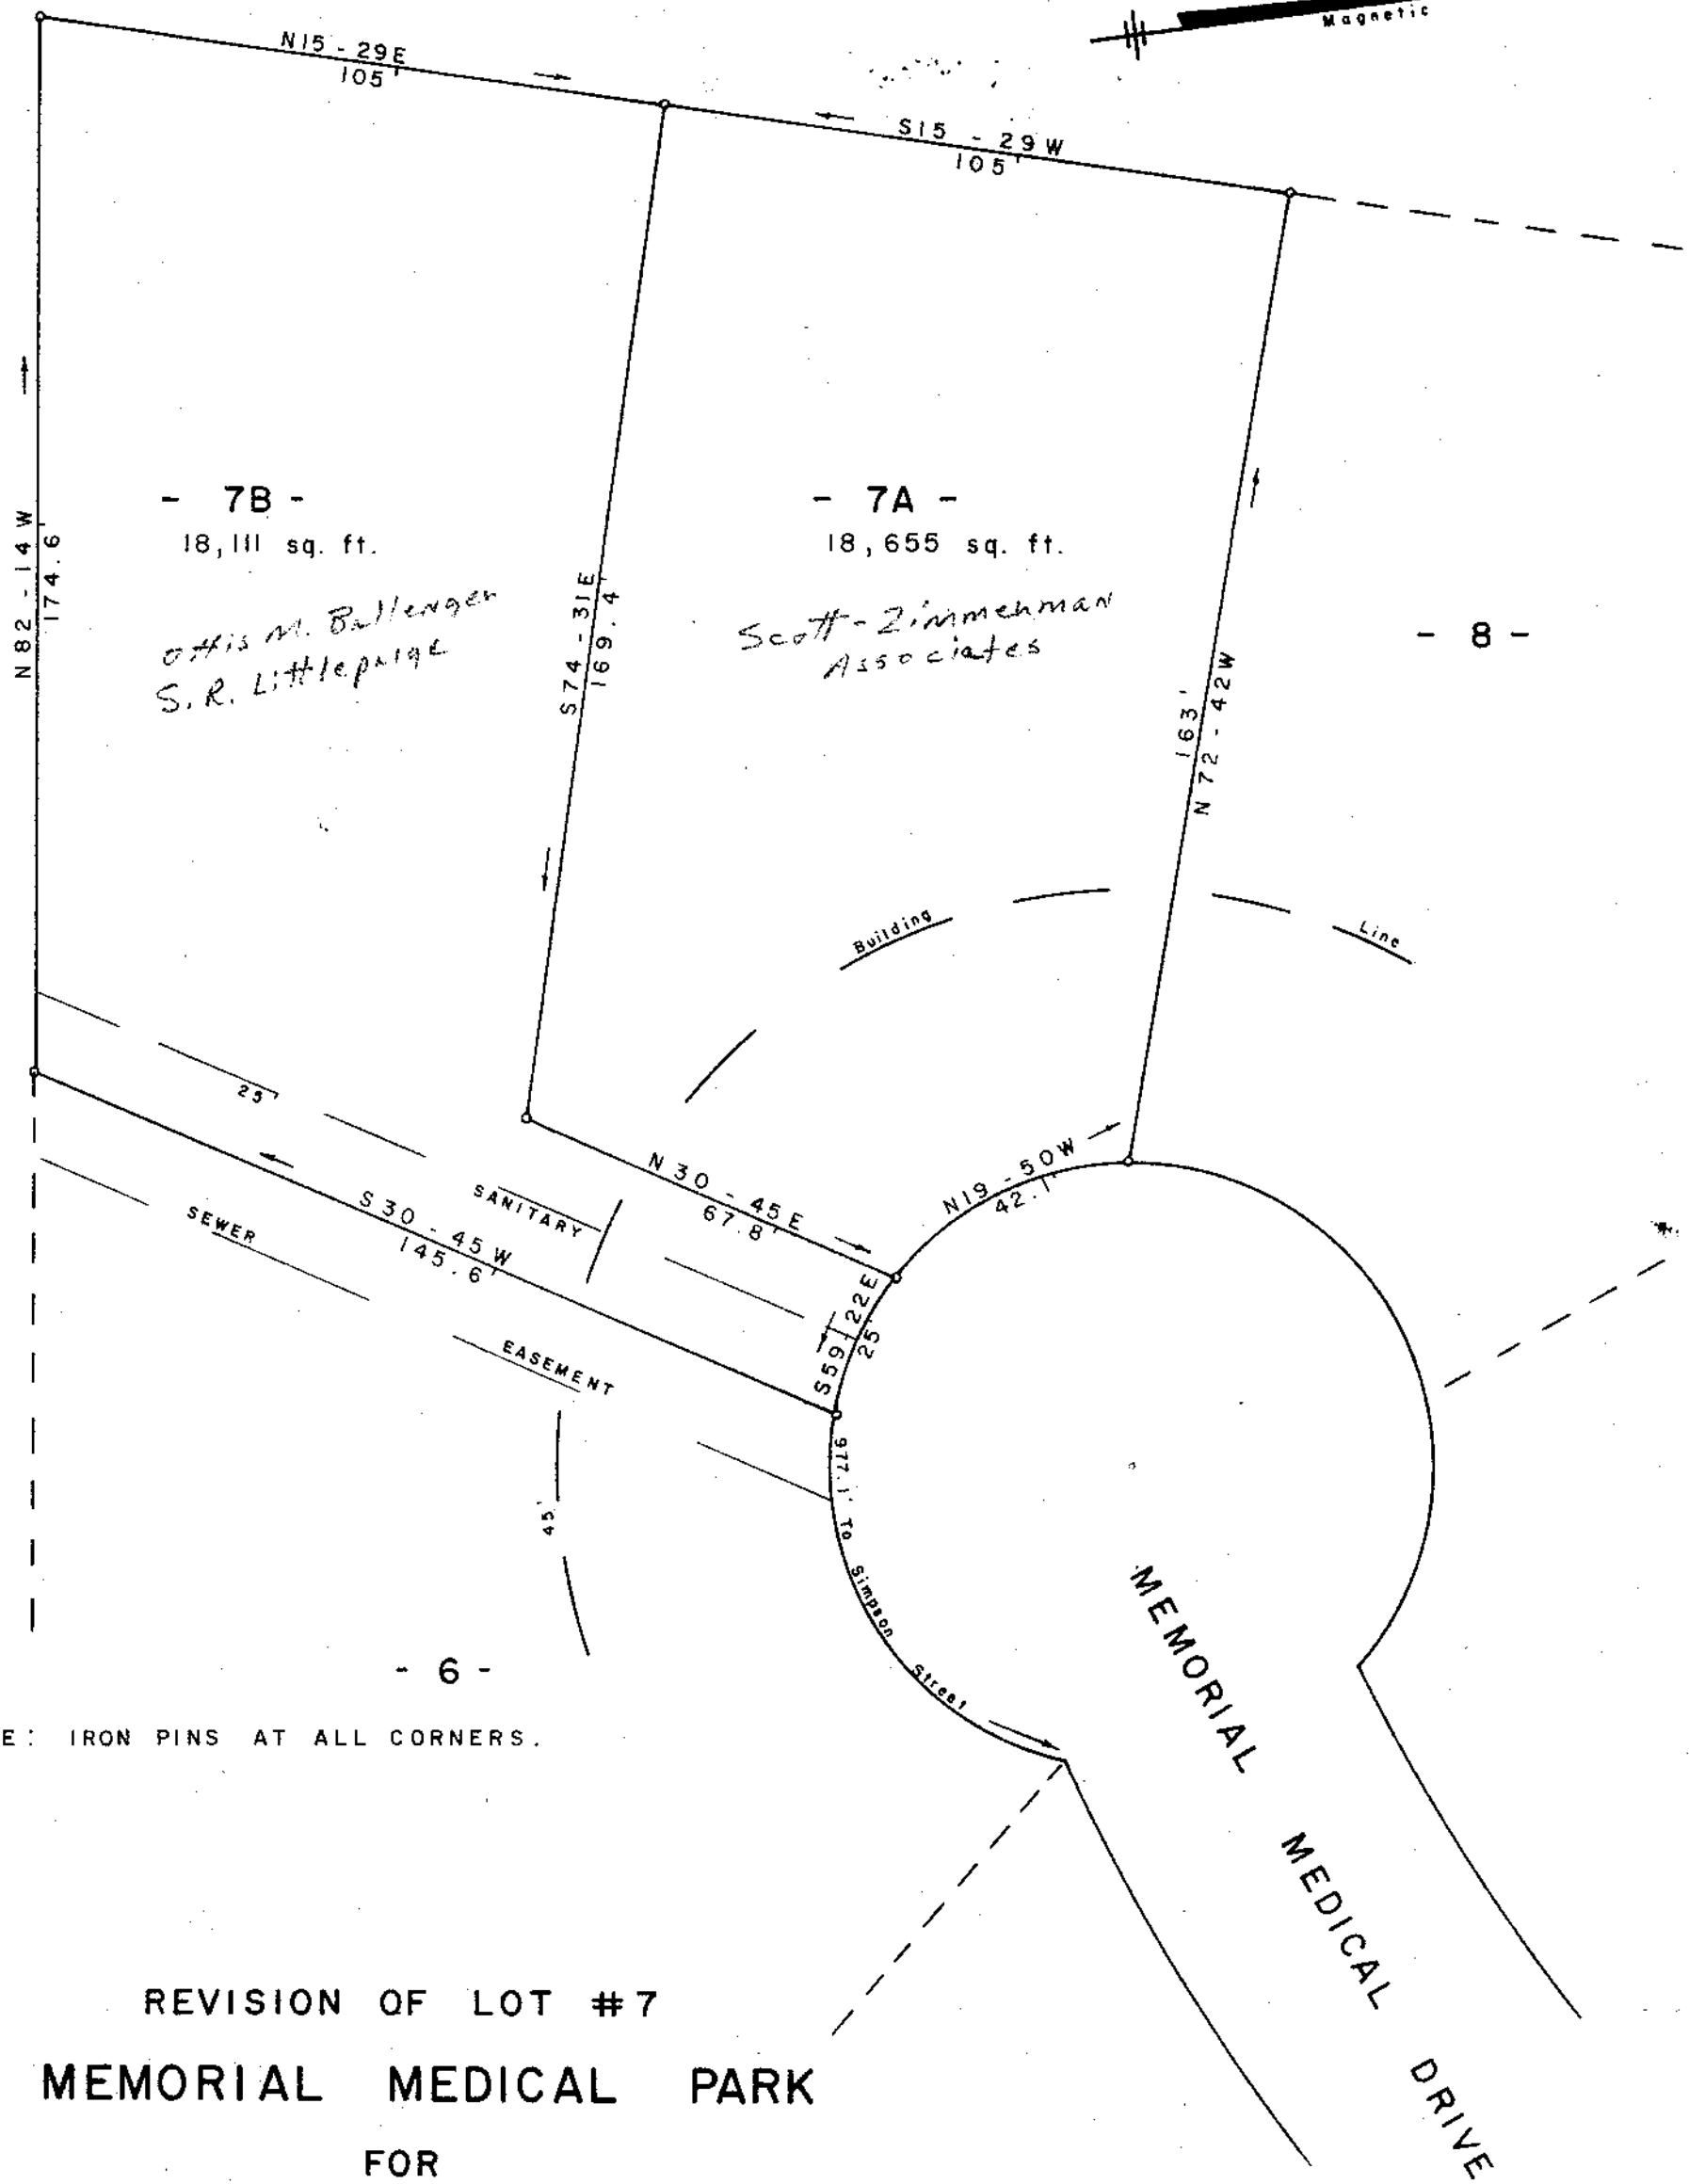 Magnetic
N15 - 29E
105'
S15 - 29W
105'
N82 - 14W
174.6'
- 7B -
18,111 sq. ft.
S.R.
S74 - 31E
169.4'
- 7A -
18,655 sq. ft.
Scott-Zimmerman
Associates
163'
N72 - 42W
- 8 -
Building Line
25'
SANITARY
SEWER
EASEMENT
S30 - 45W
145.6'
N30 - 45E
67.8'
N19 - 50W
42.1'
S59 - 22E
25'
977.1' To Simpson Street
45'
- 6 -
E: IRON PINS AT ALL CORNERS.
MEMORIAL MEDICAL DRIVE
REVISION OF LOT #7
MEMORIAL MEDICAL PARK
FOR